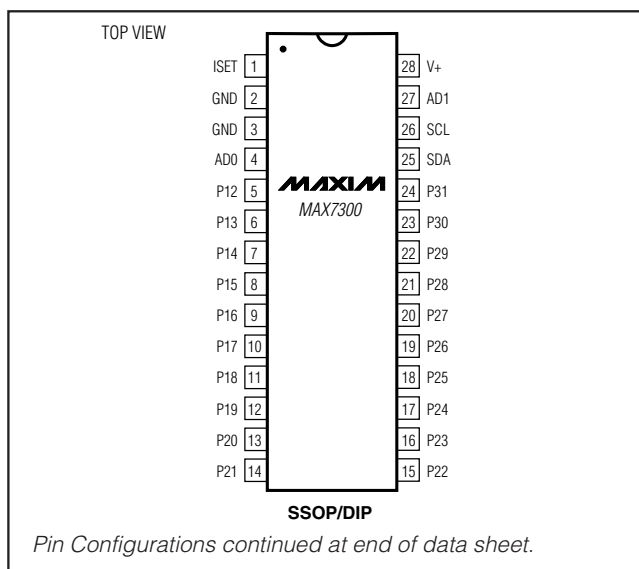 TOP VIEW
ISET 1 28 V+
GND 2 27 AD1
GND 3 26 SCL
AD0 4 25 SDA
P12 5 MAXIM 24 P31
P13 6 MAX7300 23 P30
P14 7 22 P29
P15 8 21 P28
P16 9 20 P27
P17 10 19 P26
P18 11 18 P25
P19 12 17 P24
P20 13 16 P23
P21 14 15 P22
SSOP/DIP
Pin Configurations continued at end of data sheet.